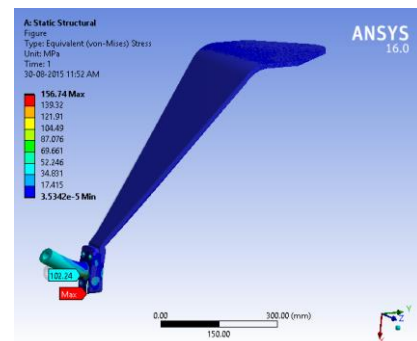 A: Static Structural
Figure
Type: Equivalent (von-Mises) Stress
Unit: MPa
Time: 1
30-08-2015 11:52 AM
ANSYS
16.0
156.74 Max
139.32
121.91
104.49
87.076
69.661
52.246
34.831
17.415
3.5342e-5 Min
102.24
Max
0.00
300.00 (mm)
150.00
Y
Z